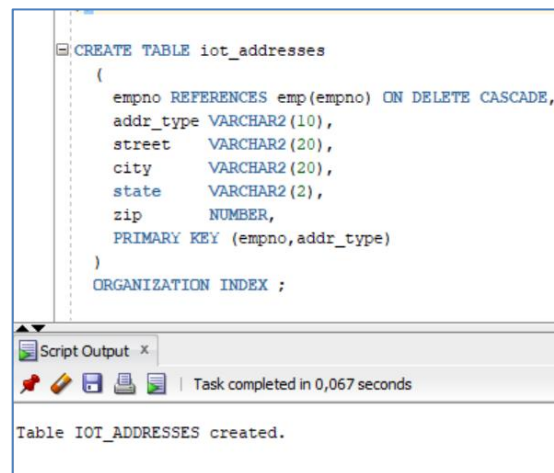 CREATE TABLE iot_addresses
(
empno REFERENCES emp(empno) ON DELETE CASCADE,
addr_type VARCHAR2(10),
street VARCHAR2(20),
city VARCHAR2(20),
state VARCHAR2(2),
zip NUMBER,
PRIMARY KEY (empno,addr_type)
)
ORGANIZATION INDEX ;
Script Output x
Task completed in 0,067 seconds
Table IOT_ADDRESSES created.